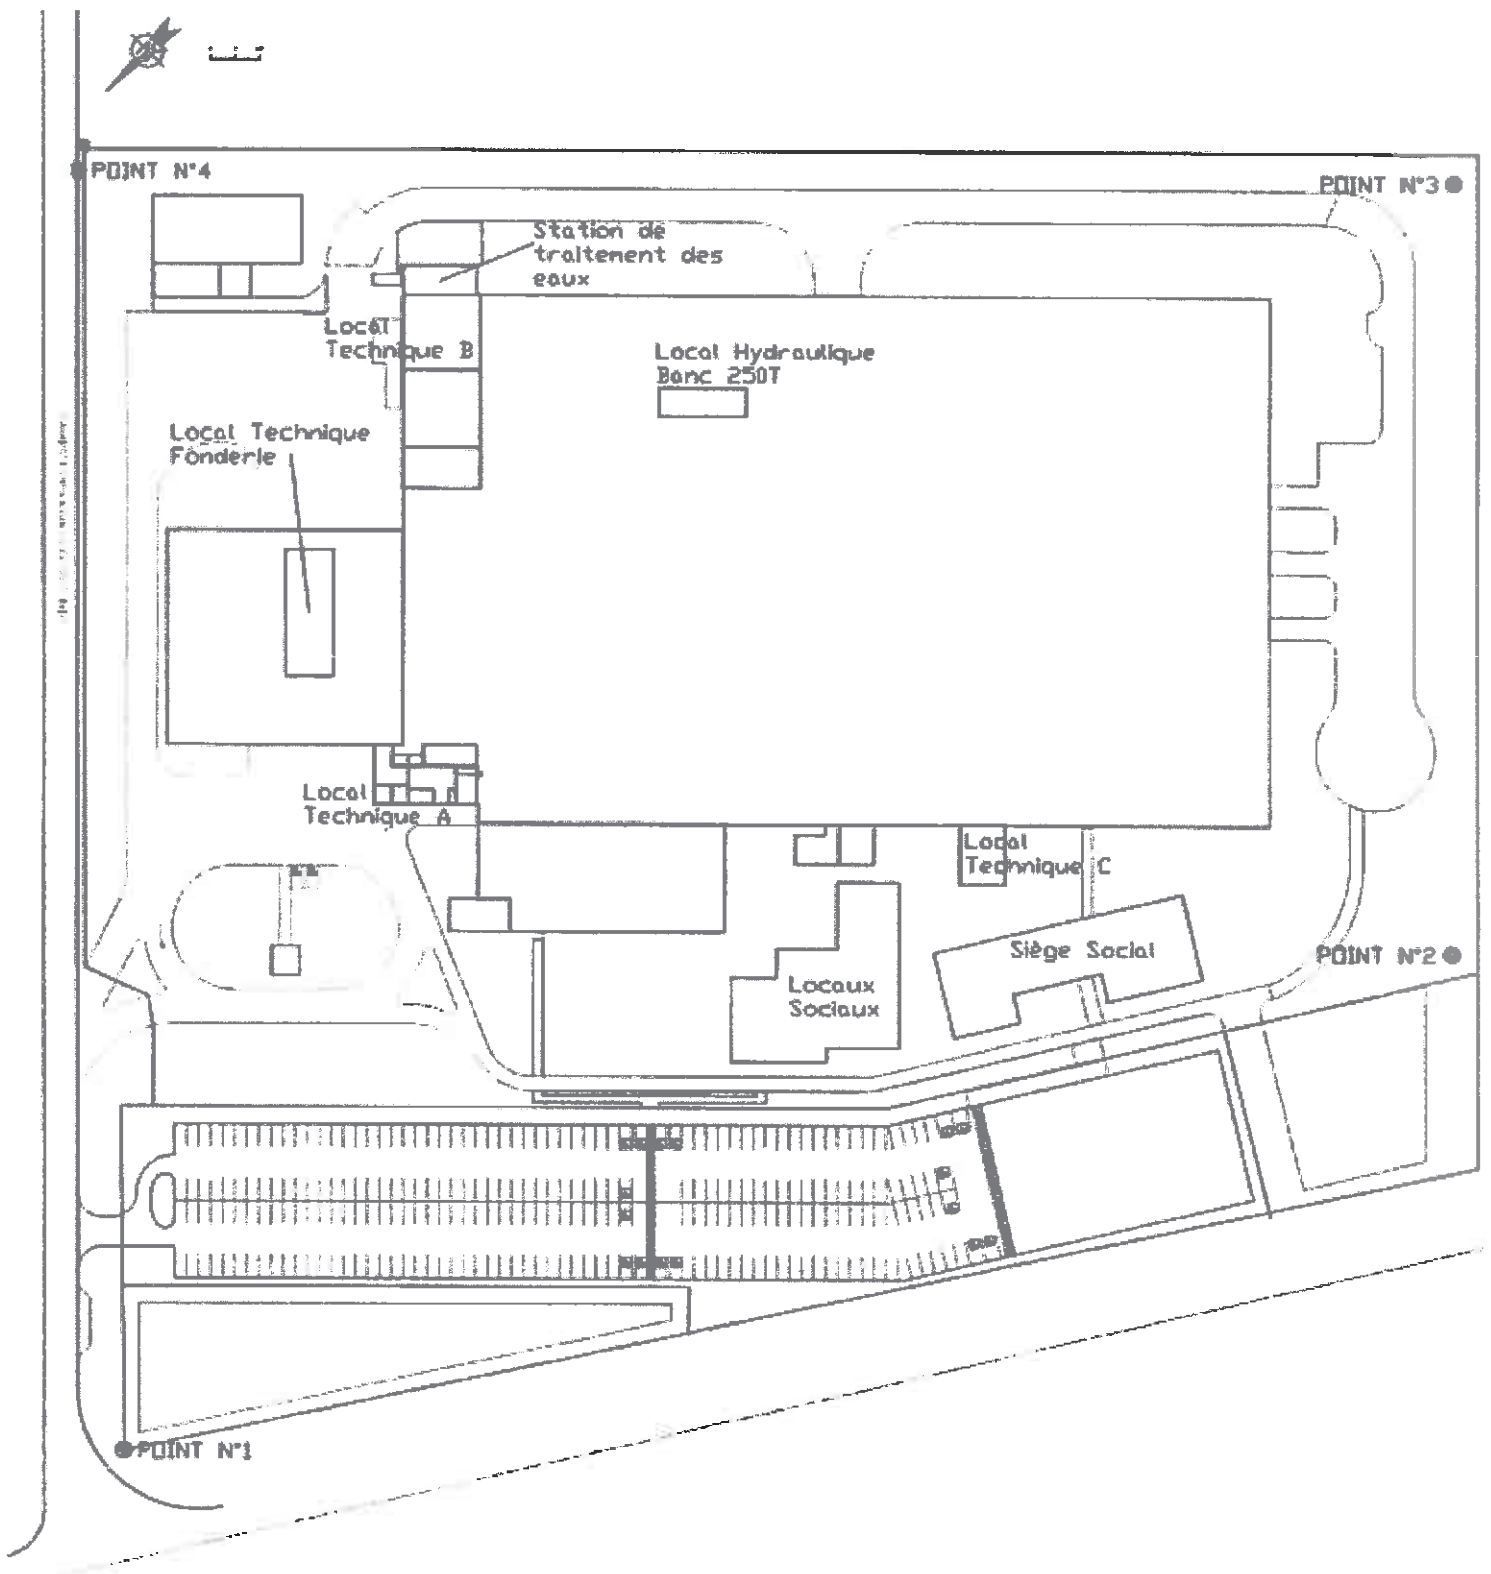 POINT N°4
POINT N°3
Station de
traitement des
eaux
Local
Technique B
Local Hydraulique
Banc 250T
Local Technique
Fonderie
Local
Technique A
Local
Technique C
Siège Social
POINT N°2
Locaux
Sociaux
POINT N°1